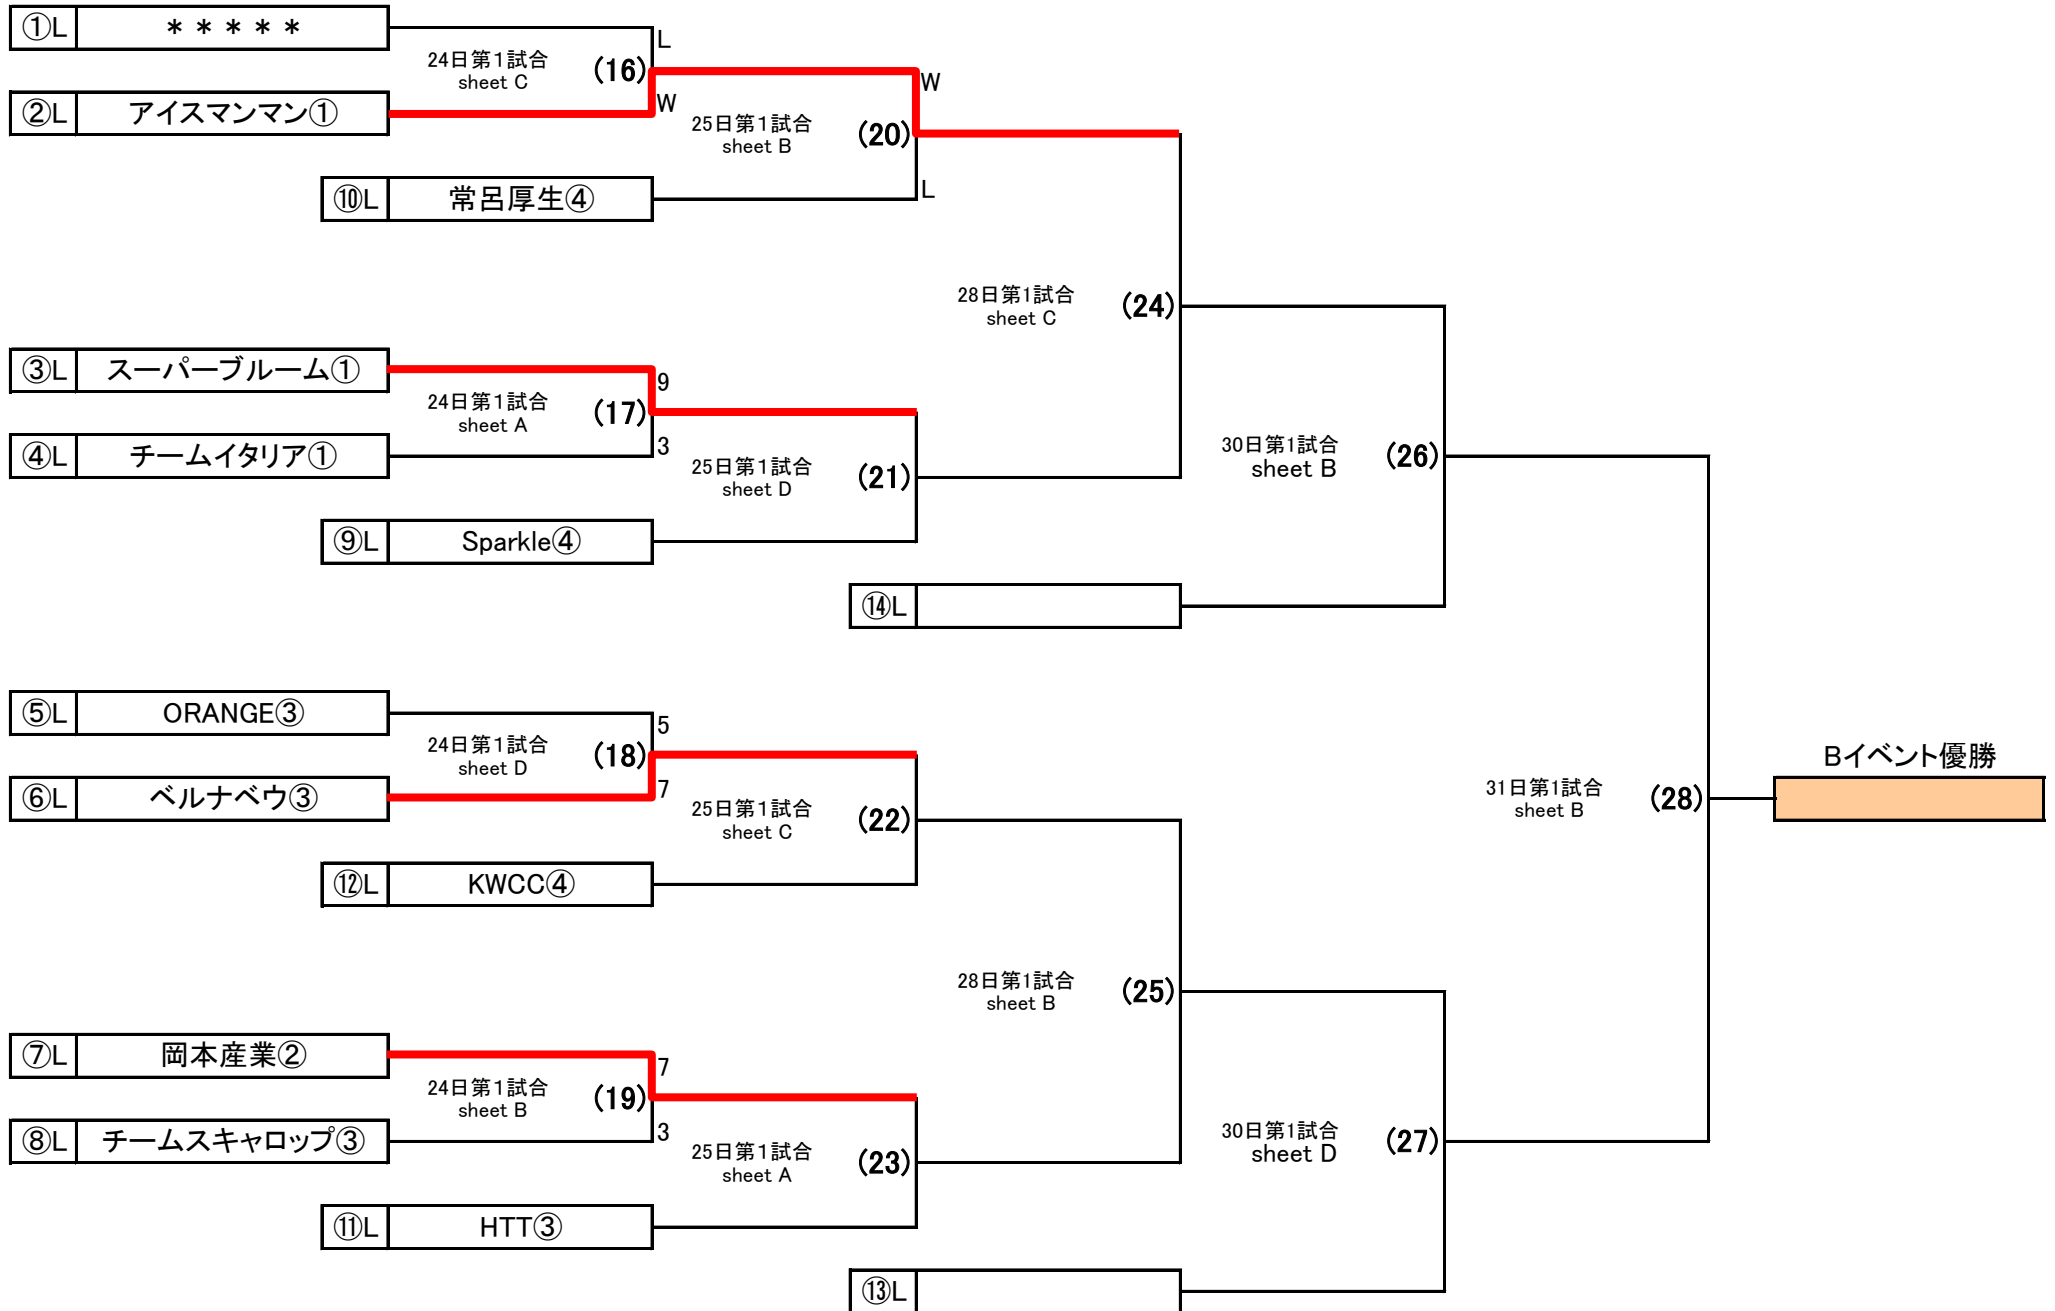 ①L ＊＊＊＊＊
L
24日第1試合
sheet C
(16)
W
W
②L アイスマンマン①
25日第1試合
sheet B
(20)
L
⑩L 常呂厚生④
28日第1試合
sheet C
(24)
③L スーパーブルーム①
9
24日第1試合
sheet A
(17)
3
④L チームイタリア①
25日第1試合
sheet D
(21)
30日第1試合
sheet B
(26)
⑨L Sparkle④
⑭L
⑤L ORANGE③
5
24日第1試合
sheet D
(18)
7
⑥L ベルナベウ③
25日第1試合
sheet C
(22)
Bイベント優勝
31日第1試合
sheet B
(28)
⑫L KWCC④
28日第1試合
sheet B
(25)
⑦L 岡本産業②
7
24日第1試合
sheet B
(19)
3
⑧L チームスキャロップ③
25日第1試合
sheet A
(23)
30日第1試合
sheet D
(27)
⑪L HTT③
⑬L